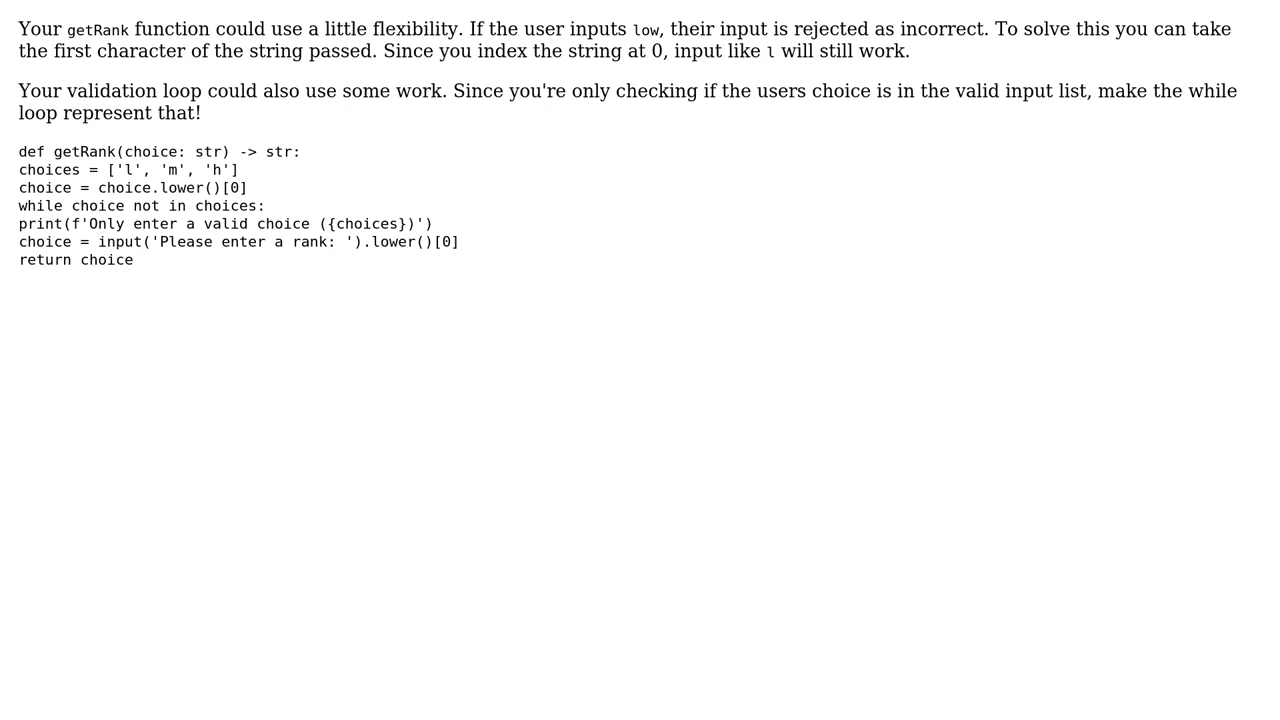 Your getRank function could use a little flexibility. If the user inputs low, their input is rejected as incorrect. To solve this you can take
the first character of the string passed. Since you index the string at 0, input like l will still work.
Your validation loop could also use some work. Since you're only checking if the users choice is in the valid input list, make the while
loop represent that!
def getRank(choice: str) -> str:
choices = ['l', 'm', 'h']
choice = choice.lower()[0]
while choice not in choices:
print(f'Only enter a valid choice ({choices})')
choice = input('Please enter a rank: ').lower()[0]
return choice